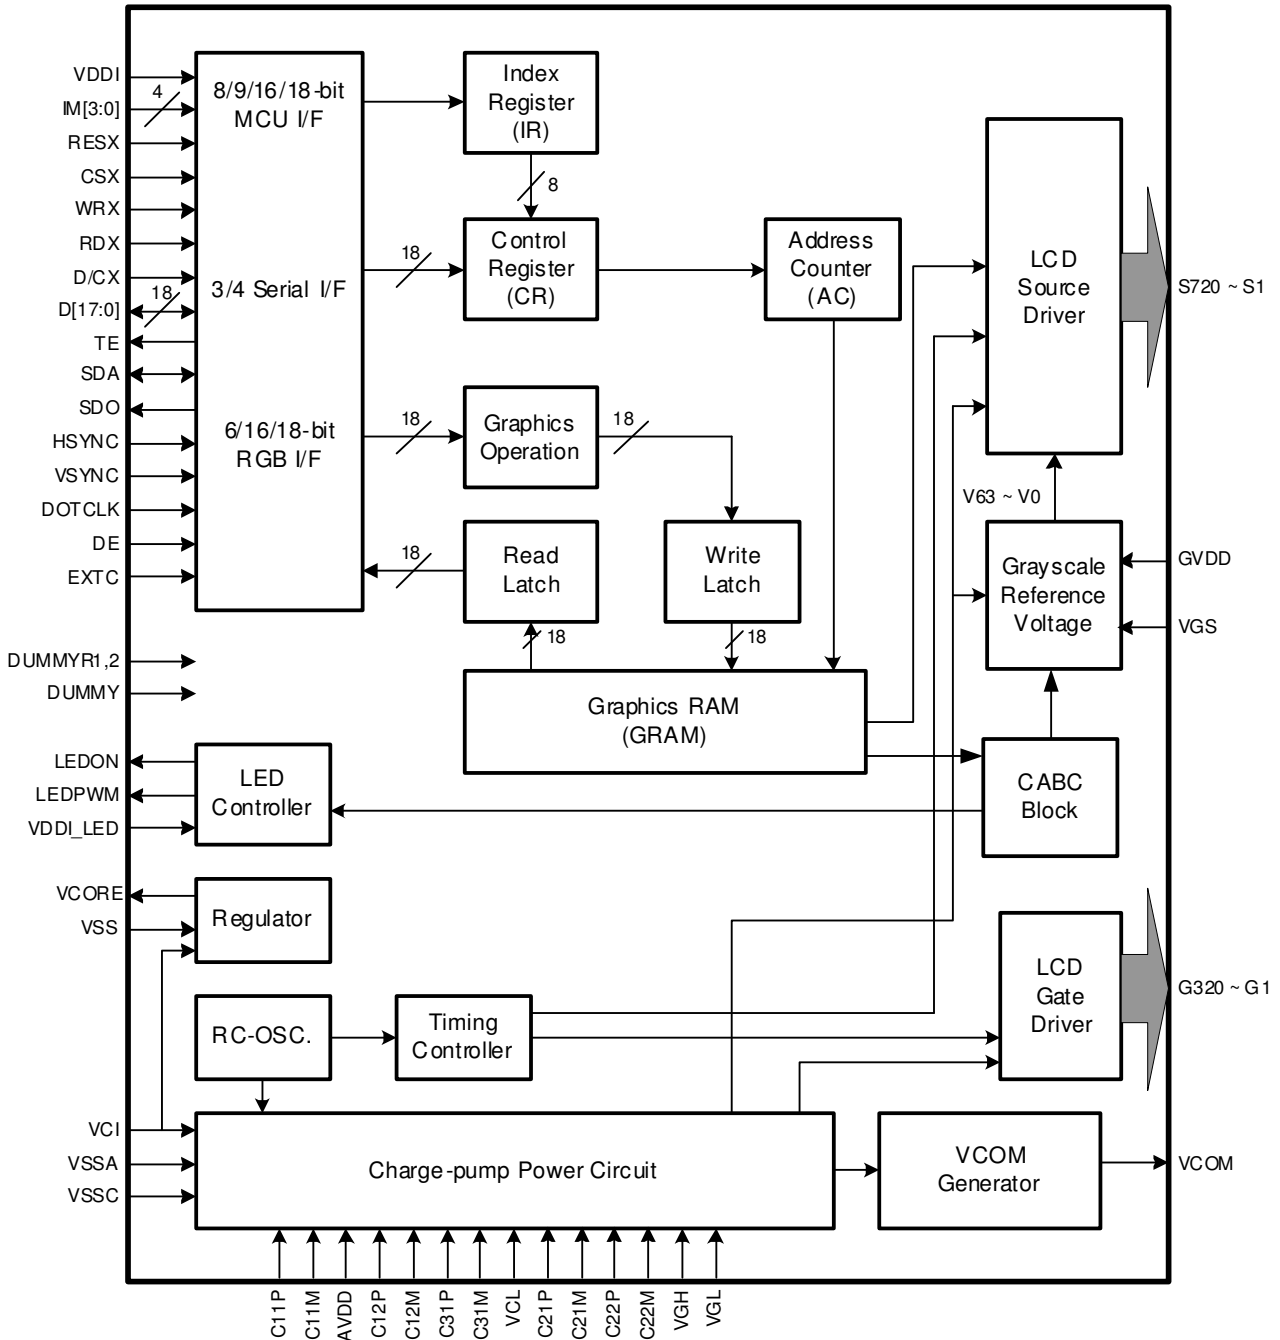 VDDI
4
IM[3:0]
RESX
CSX
WRX
RDX
D/CX
18
D[17:0]
TE
SDA
SDO
HSYNC
VSYNC
DOTCLK
DE
EXTC
DUMMYR1,2
DUMMY
LEDON
LEDPWM
VDDI_LED
VCORE
VSS
VCI
VSSA
VSSC
8/9/16/18-bit
MCU I/F
3/4 Serial I/F
6/16/18-bit
RGB I/F
Index
Register
(IR)
8
18
Control
Register
(CR)
Address
Counter
(AC)
18
Graphics
Operation
18
18
Read
Latch
Write
Latch
18
18
Graphics RAM
(GRAM)
LCD
Source
Driver
S720 ~ S1
V63 ~ V0
Grayscale
Reference
Voltage
GVDD
VGS
CABC
Block
LED
Controller
Regulator
RC-OSC.
Timing
Controller
LCD
Gate
Driver
G320 ~ G1
Charge-pump Power Circuit
VCOM
Generator
VCOM
C11P
C11M
AVDD
C12P
C12M
C31P
C31M
VCL
C21P
C21M
C22P
C22M
VGH
VGL